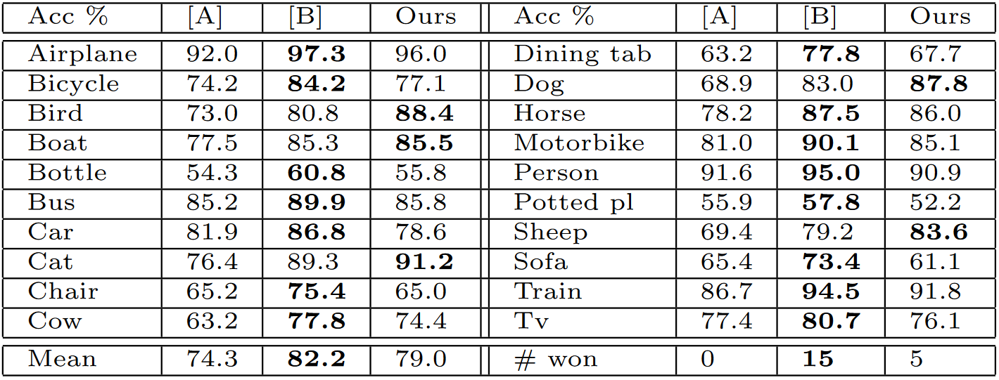 Acc % [A] [B] Ours Acc % [A] [B] Ours
Airplane 92.0 97.3 96.0 Dining tab 63.2 77.8 67.7
Bicycle 74.2 84.2 77.1 Dog 68.9 83.0 87.8
Bird 73.0 80.8 88.4 Horse 78.2 87.5 86.0
Boat 77.5 85.3 85.5 Motorbike 81.0 90.1 85.1
Bottle 54.3 60.8 55.8 Person 91.6 95.0 90.9
Bus 85.2 89.9 85.8 Potted pl 55.9 57.8 52.2
Car 81.9 86.8 78.6 Sheep 69.4 79.2 83.6
Cat 76.4 89.3 91.2 Sofa 65.4 73.4 61.1
Chair 65.2 75.4 65.0 Train 86.7 94.5 91.8
Cow 63.2 77.8 74.4 Tv 77.4 80.7 76.1
Mean 74.3 82.2 79.0 # won 0 15 5